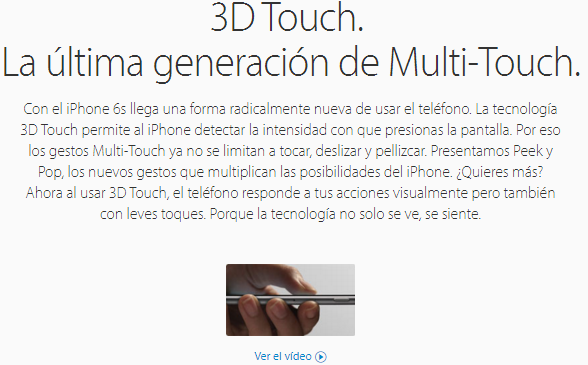 3D Touch.
La última generación de Multi-Touch.
Con el iPhone 6s llega una forma radicalmente nueva de usar el teléfono. La tecnología
3D Touch permite al iPhone detectar la intensidad con que presionas la pantalla. Por eso
los gestos Multi-Touch ya no se limitan a tocar, deslizar y pellizcar. Presentamos Peek y
Pop, los nuevos gestos que multiplican las posibilidades del iPhone. ¿Quieres más?
Ahora al usar 3D Touch, el teléfono responde a tus acciones visualmente pero también
con leves toques. Porque la tecnología no solo se ve, se siente.
Ver el vídeo